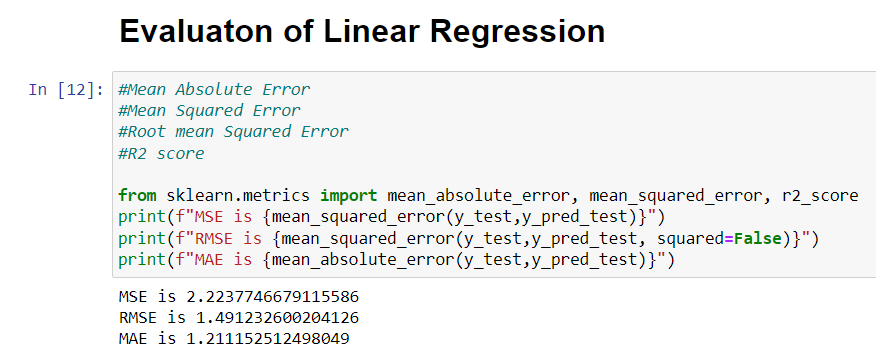 Evaluaton of Linear Regression
In [12]: #Mean Absolute Error
#Mean Squared Error
#Root mean Squared Error
#R2 score
from sklearn.metrics import mean_absolute_error, mean_squared_error, r2_score
print(f"MSE is {mean_squared_error(y_test,y_pred_test)}")
print(f"RMSE is {mean_squared_error(y_test,y_pred_test, squared=False)}")
print(f"MAE is {mean_absolute_error(y_test,y_pred_test)}")
MSE is 2.2237746679115586
RMSE is 1.491232600204126
MAE is 1.211152512498049